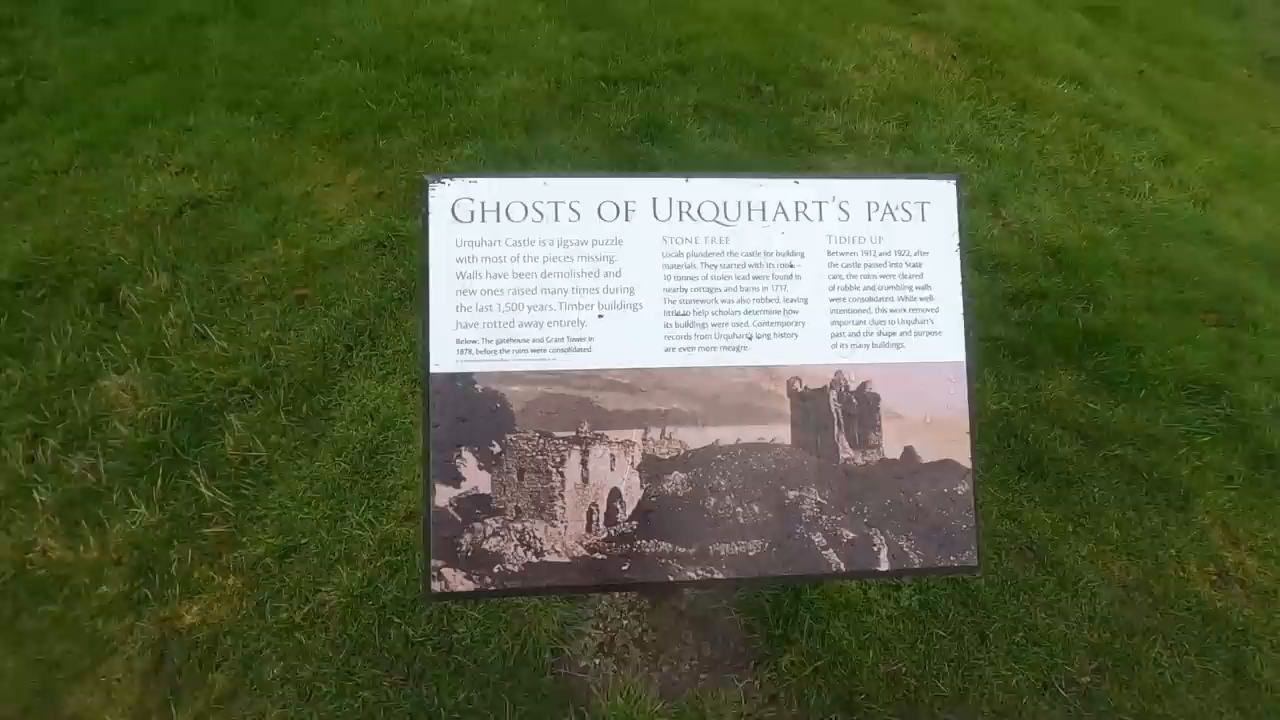 GHOSTS OF URQUHART'S PAST
Urquhart Castle is a jigsaw puzzle
with most of the pieces missing.
Walls have been demolished and
new ones raised many times during
the last 1,500 years. Timber buildings
have rotted away entirely.
Below: The gatehouse and Grant Tower in
1878, before the ruins were consolidated.
STONE FREE
Locals plundered the castle for building
materials. They started with its roofs –
10 tonnes of stolen lead were found in
nearby cottages and barns in 1717.
The stonework was also robbed, leaving
little to help scholars determine how
its buildings were used. Contemporary
records from Urquhart's long history
are even more meagre.
TIDIED UP
Between 1912 and 1922, after
the castle passed into State
care, the ruins were cleared
of rubble and crumbling walls
were consolidated. While well-
intentioned, this work removed
important clues to Urquhart's
past, and the shape and purpose
of its many buildings.